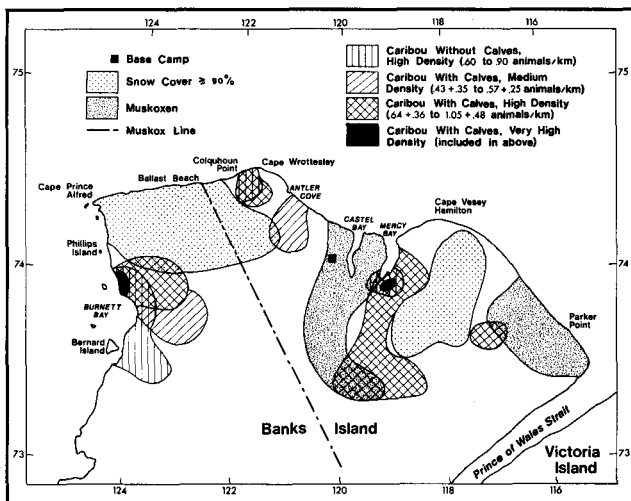 124 122 120 119 118 116
Base Camp
Snow Cover ≥ 90%
Muskoxen
Muskox Line
Caribou Without Calves,
High Density (.60 to .90 animals/km)
Caribou With Calves, Medium
Density (.43 + .35 to .57 + .25 animals/km)
Caribou With Calves, High Density
(.64 + .36 to 1.05 + .48 animals/km)
Caribou With Calves, Very High
Density (included in above)
75
75
Colquhoun
Point
Cape Wrottesley
Ballast Beach
Cape Prince
Alfred
ANTLER
COVE
Cape Vesey
Hamilton
CASTEL
BAY
MERCY
BAY
Phillips
Island
74
74
BURNETT
BAY
Bernard
Island
Parker
Point
Banks Island
Prince of Wales Strait
Victoria
Island
73
73
124 122 120 119 118 116